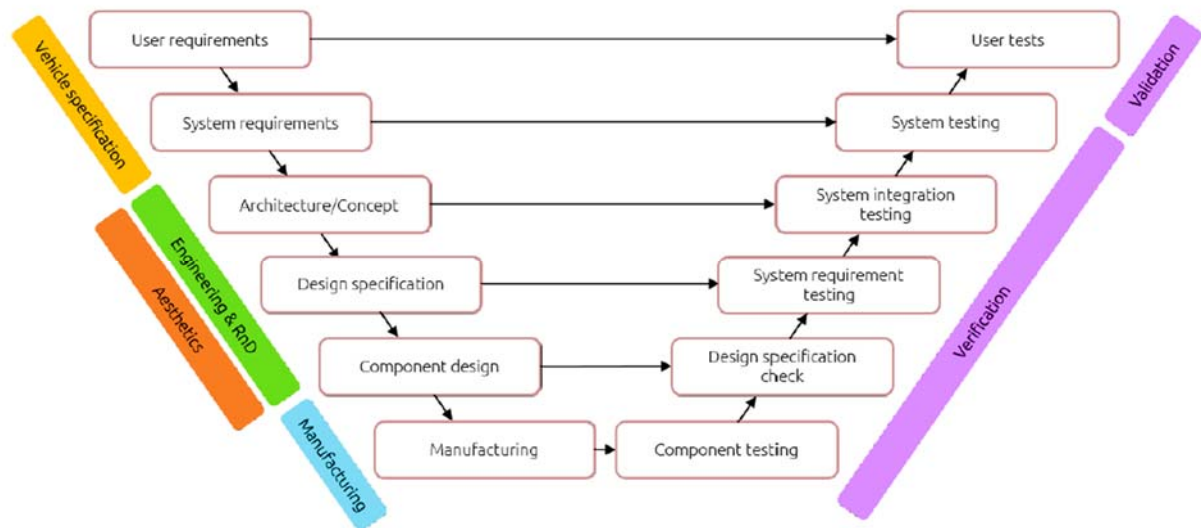 User requirements
User tests
System requirements
System testing
Architecture/Concept
System integration
testing
Design specification
System requirement
testing
Component design
Design specification
check
Manufacturing
Component testing
Vehicle specification
Engineering & RnD
Aesthetics
Manufacturing
Validation
Verification